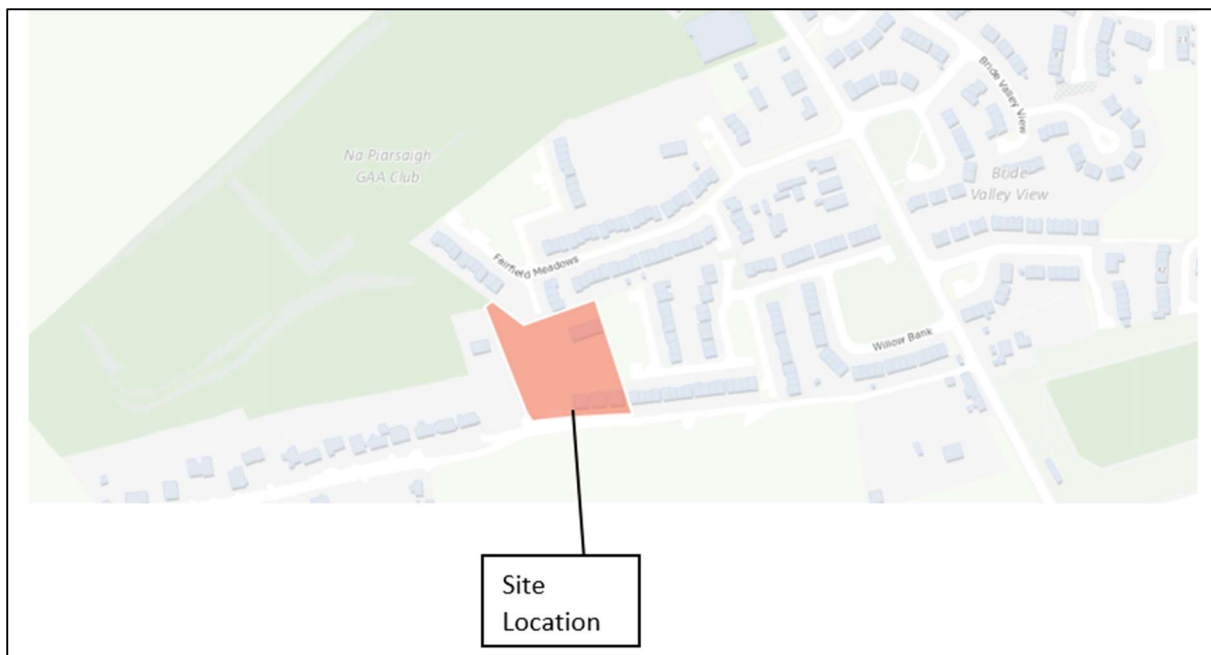 Bride Valley View
Na Piarsaigh
GAA Club
Bride
Valley View
Fairfield Meadows
Willow Bank
Site
Location